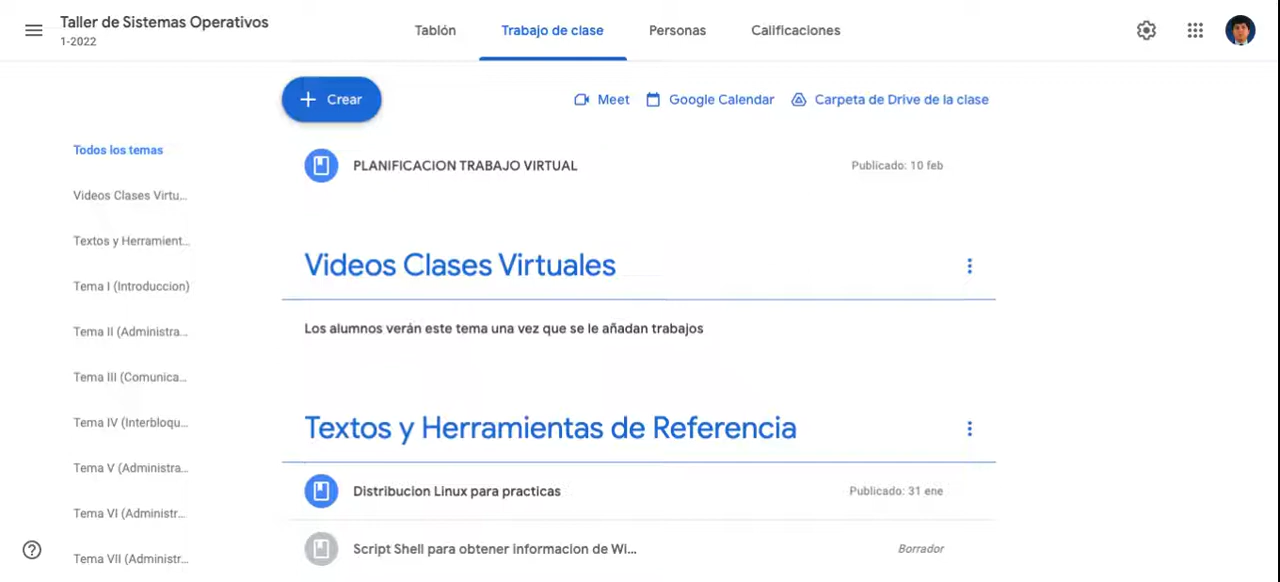 Taller de Sistemas Operativos
1-2022
Tablón
Trabajo de clase
Personas
Calificaciones
Crear
Meet
Google Calendar
Carpeta de Drive de la clase
Todos los temas
Videos Clases Virtu...
Textos y Herramient...
Tema I (Introduccion)
Tema II (Administra...
Tema III (Comunica...
Tema IV (Interbloqu...
Tema V (Administra...
Tema VI (Administr...
Tema VII (Administr...
PLANIFICACION TRABAJO VIRTUAL
Publicado: 10 feb
Videos Clases Virtuales
Los alumnos verán este tema una vez que se le añadan trabajos
Textos y Herramientas de Referencia
Distribucion Linux para practicas
Publicado: 31 ene
Script Shell para obtener informacion de Wi...
Borrador